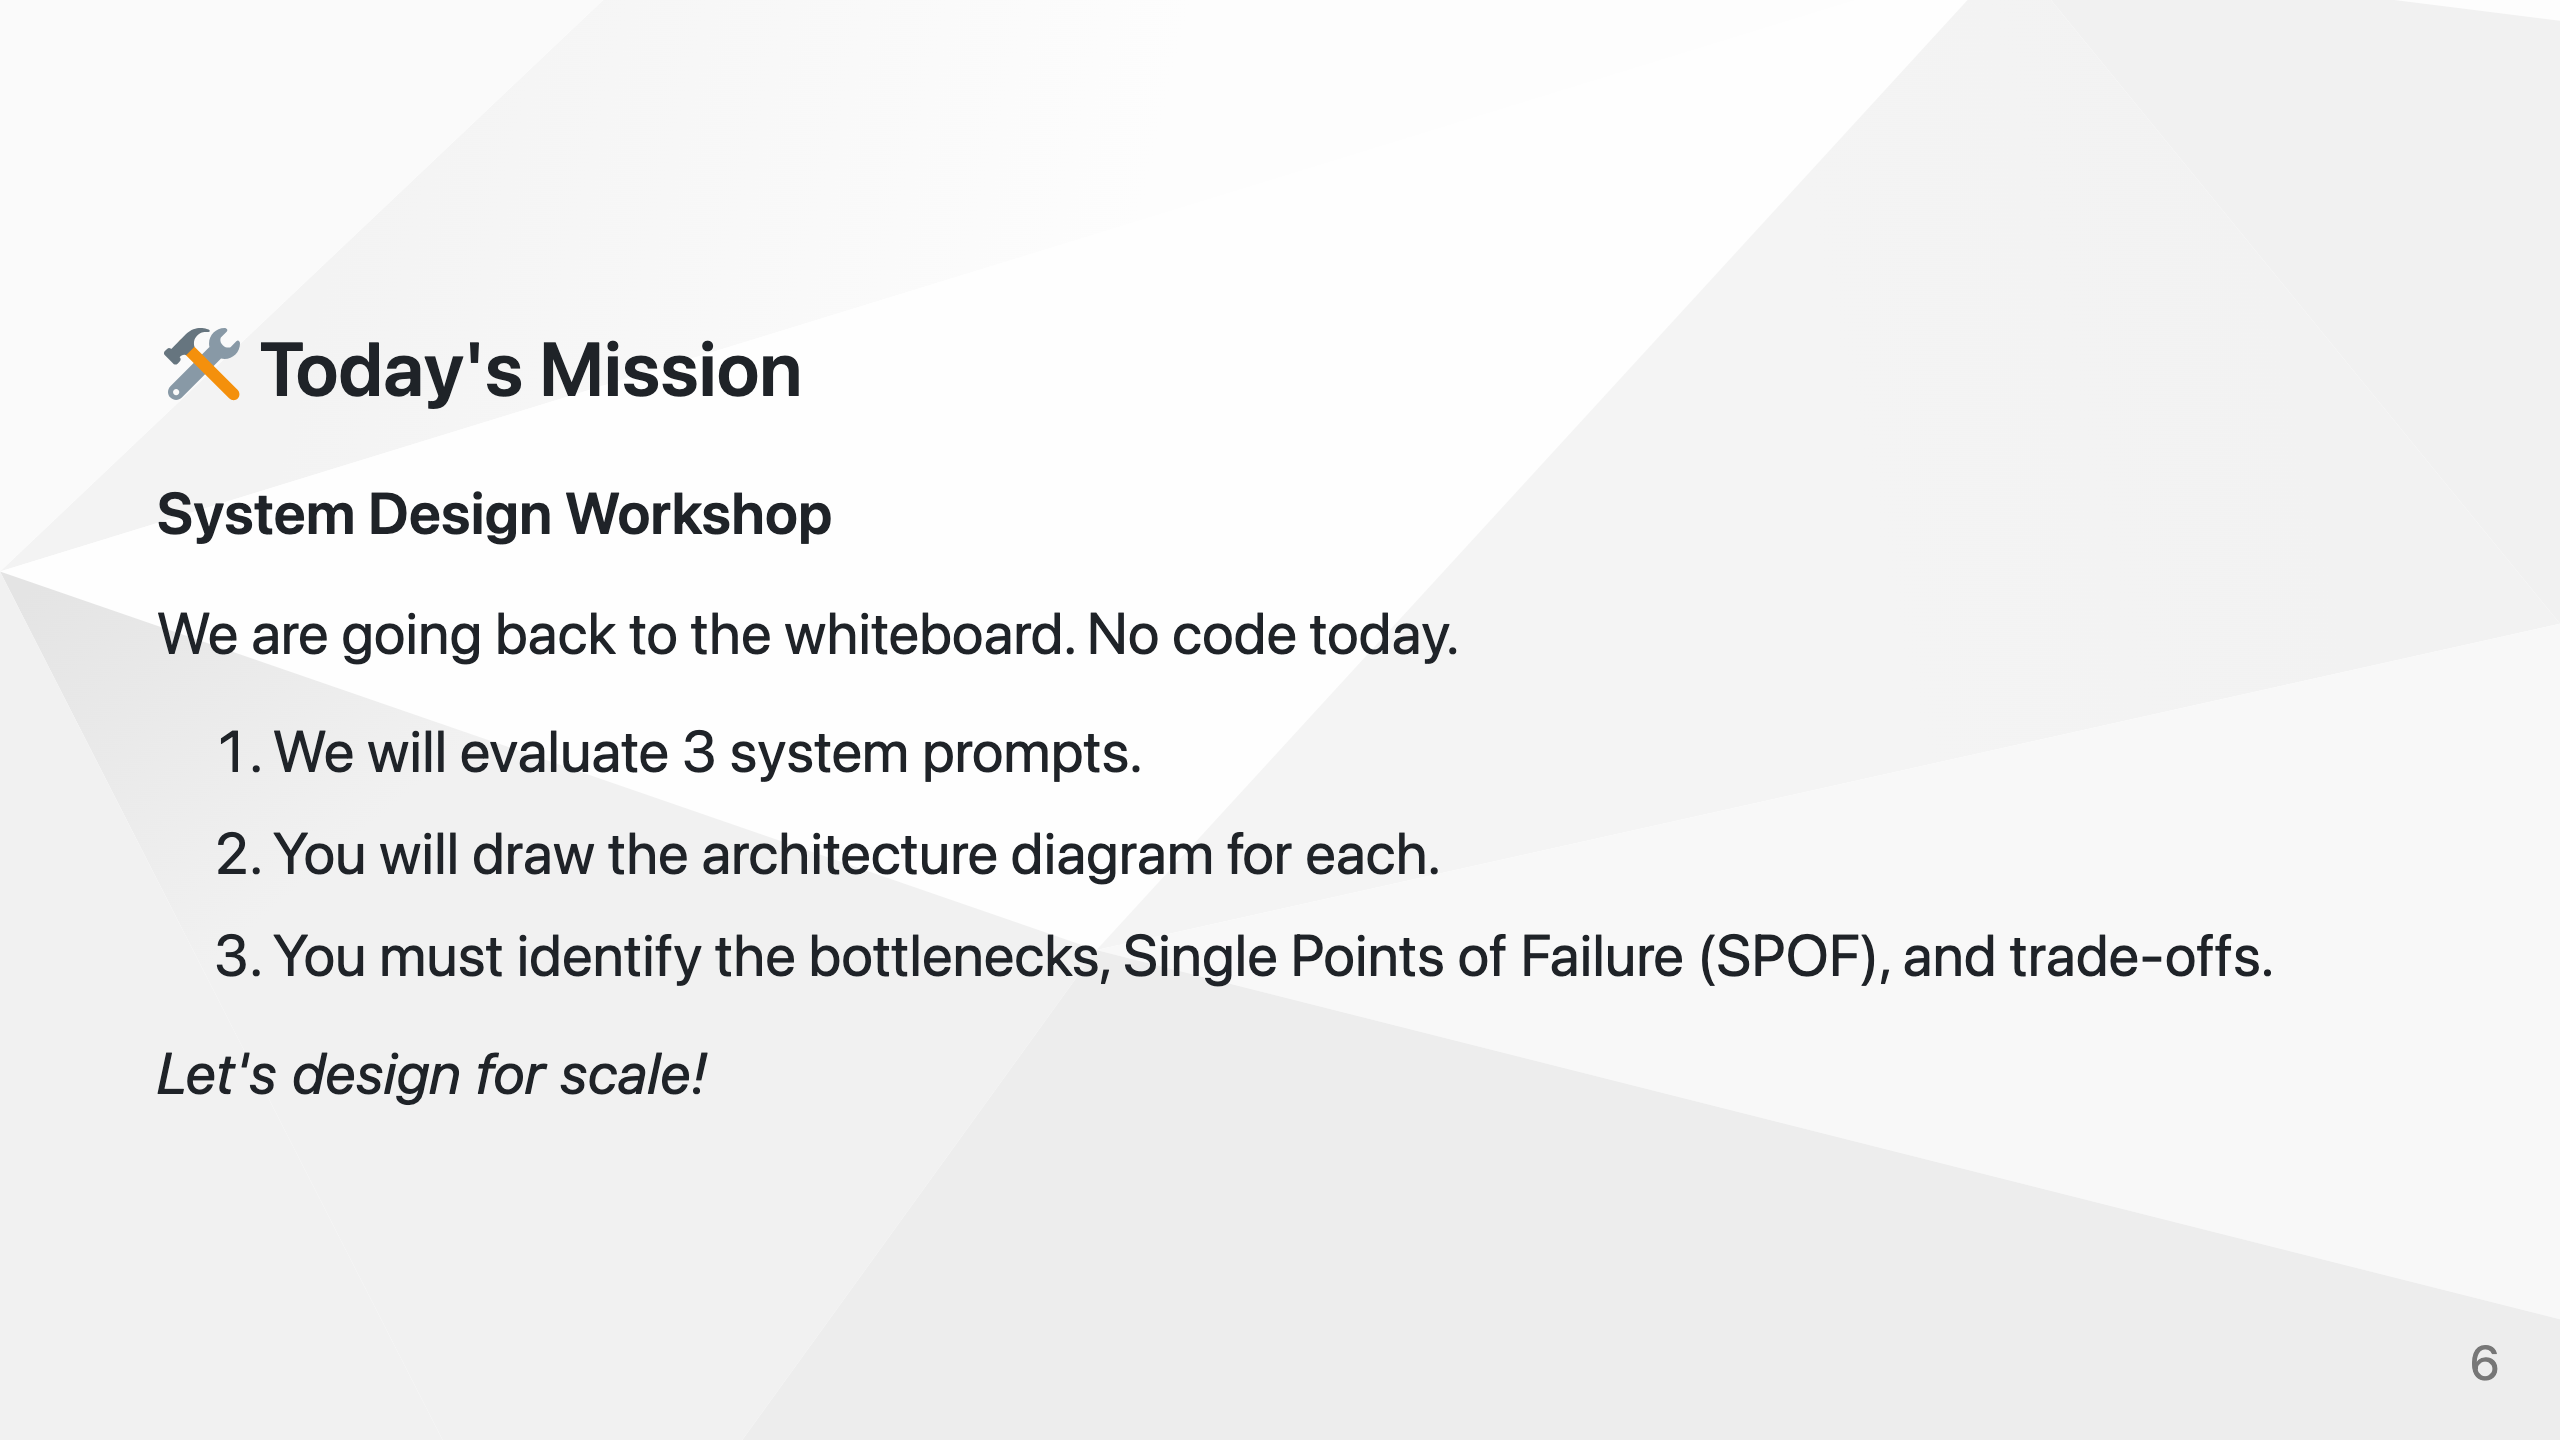 🛠️ Today's Mission
System Design Workshop
We are going back to the whiteboard. No code today.
1. We will evaluate 3 system prompts.
2. You will draw the architecture diagram for each.
3. You must identify the bottlenecks, Single Points of Failure (SPOF), and trade-offs.
Let's design for scale!
6